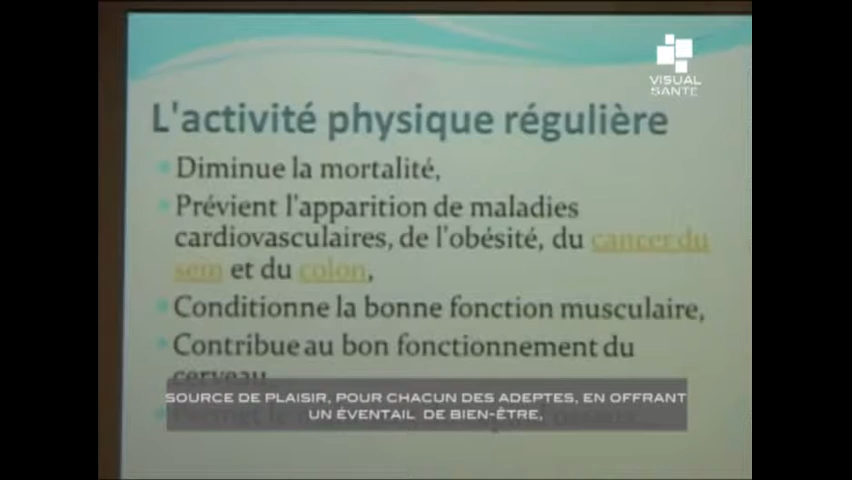 VISUAL
SANTE
L'activité physique régulière
Diminue la mortalité,
Prévient l'apparition de maladies
cardiovasculaires, de l'obésité, du cancer du
sein et du colon,
Conditionne la bonne fonction musculaire,
Contribue au bon fonctionnement du
cerveau,
SOURCE DE PLAISIR, POUR CHACUN DES ADEPTES, EN OFFRANT
UN ÉVENTAIL DE BIEN-ÊTRE,